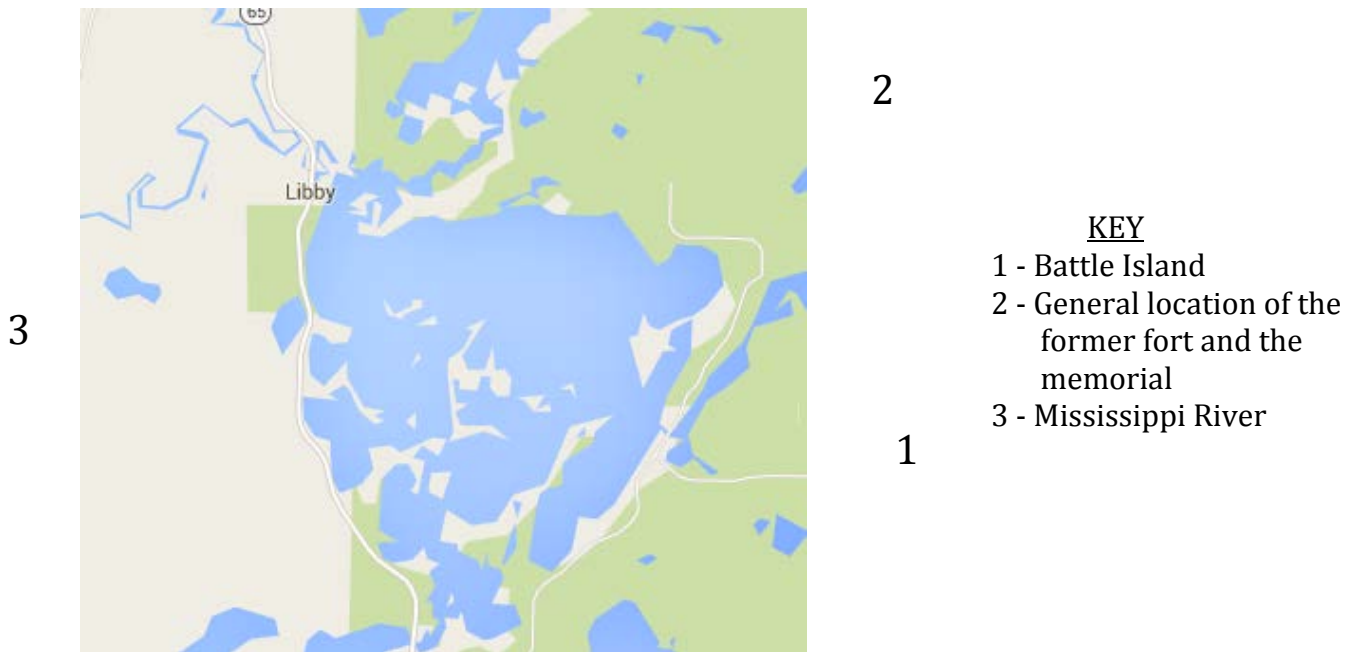 65
2
Libby
KEY
1 - Battle Island
2 - General location of the
former fort and the
memorial
3 - Mississippi River
3
1